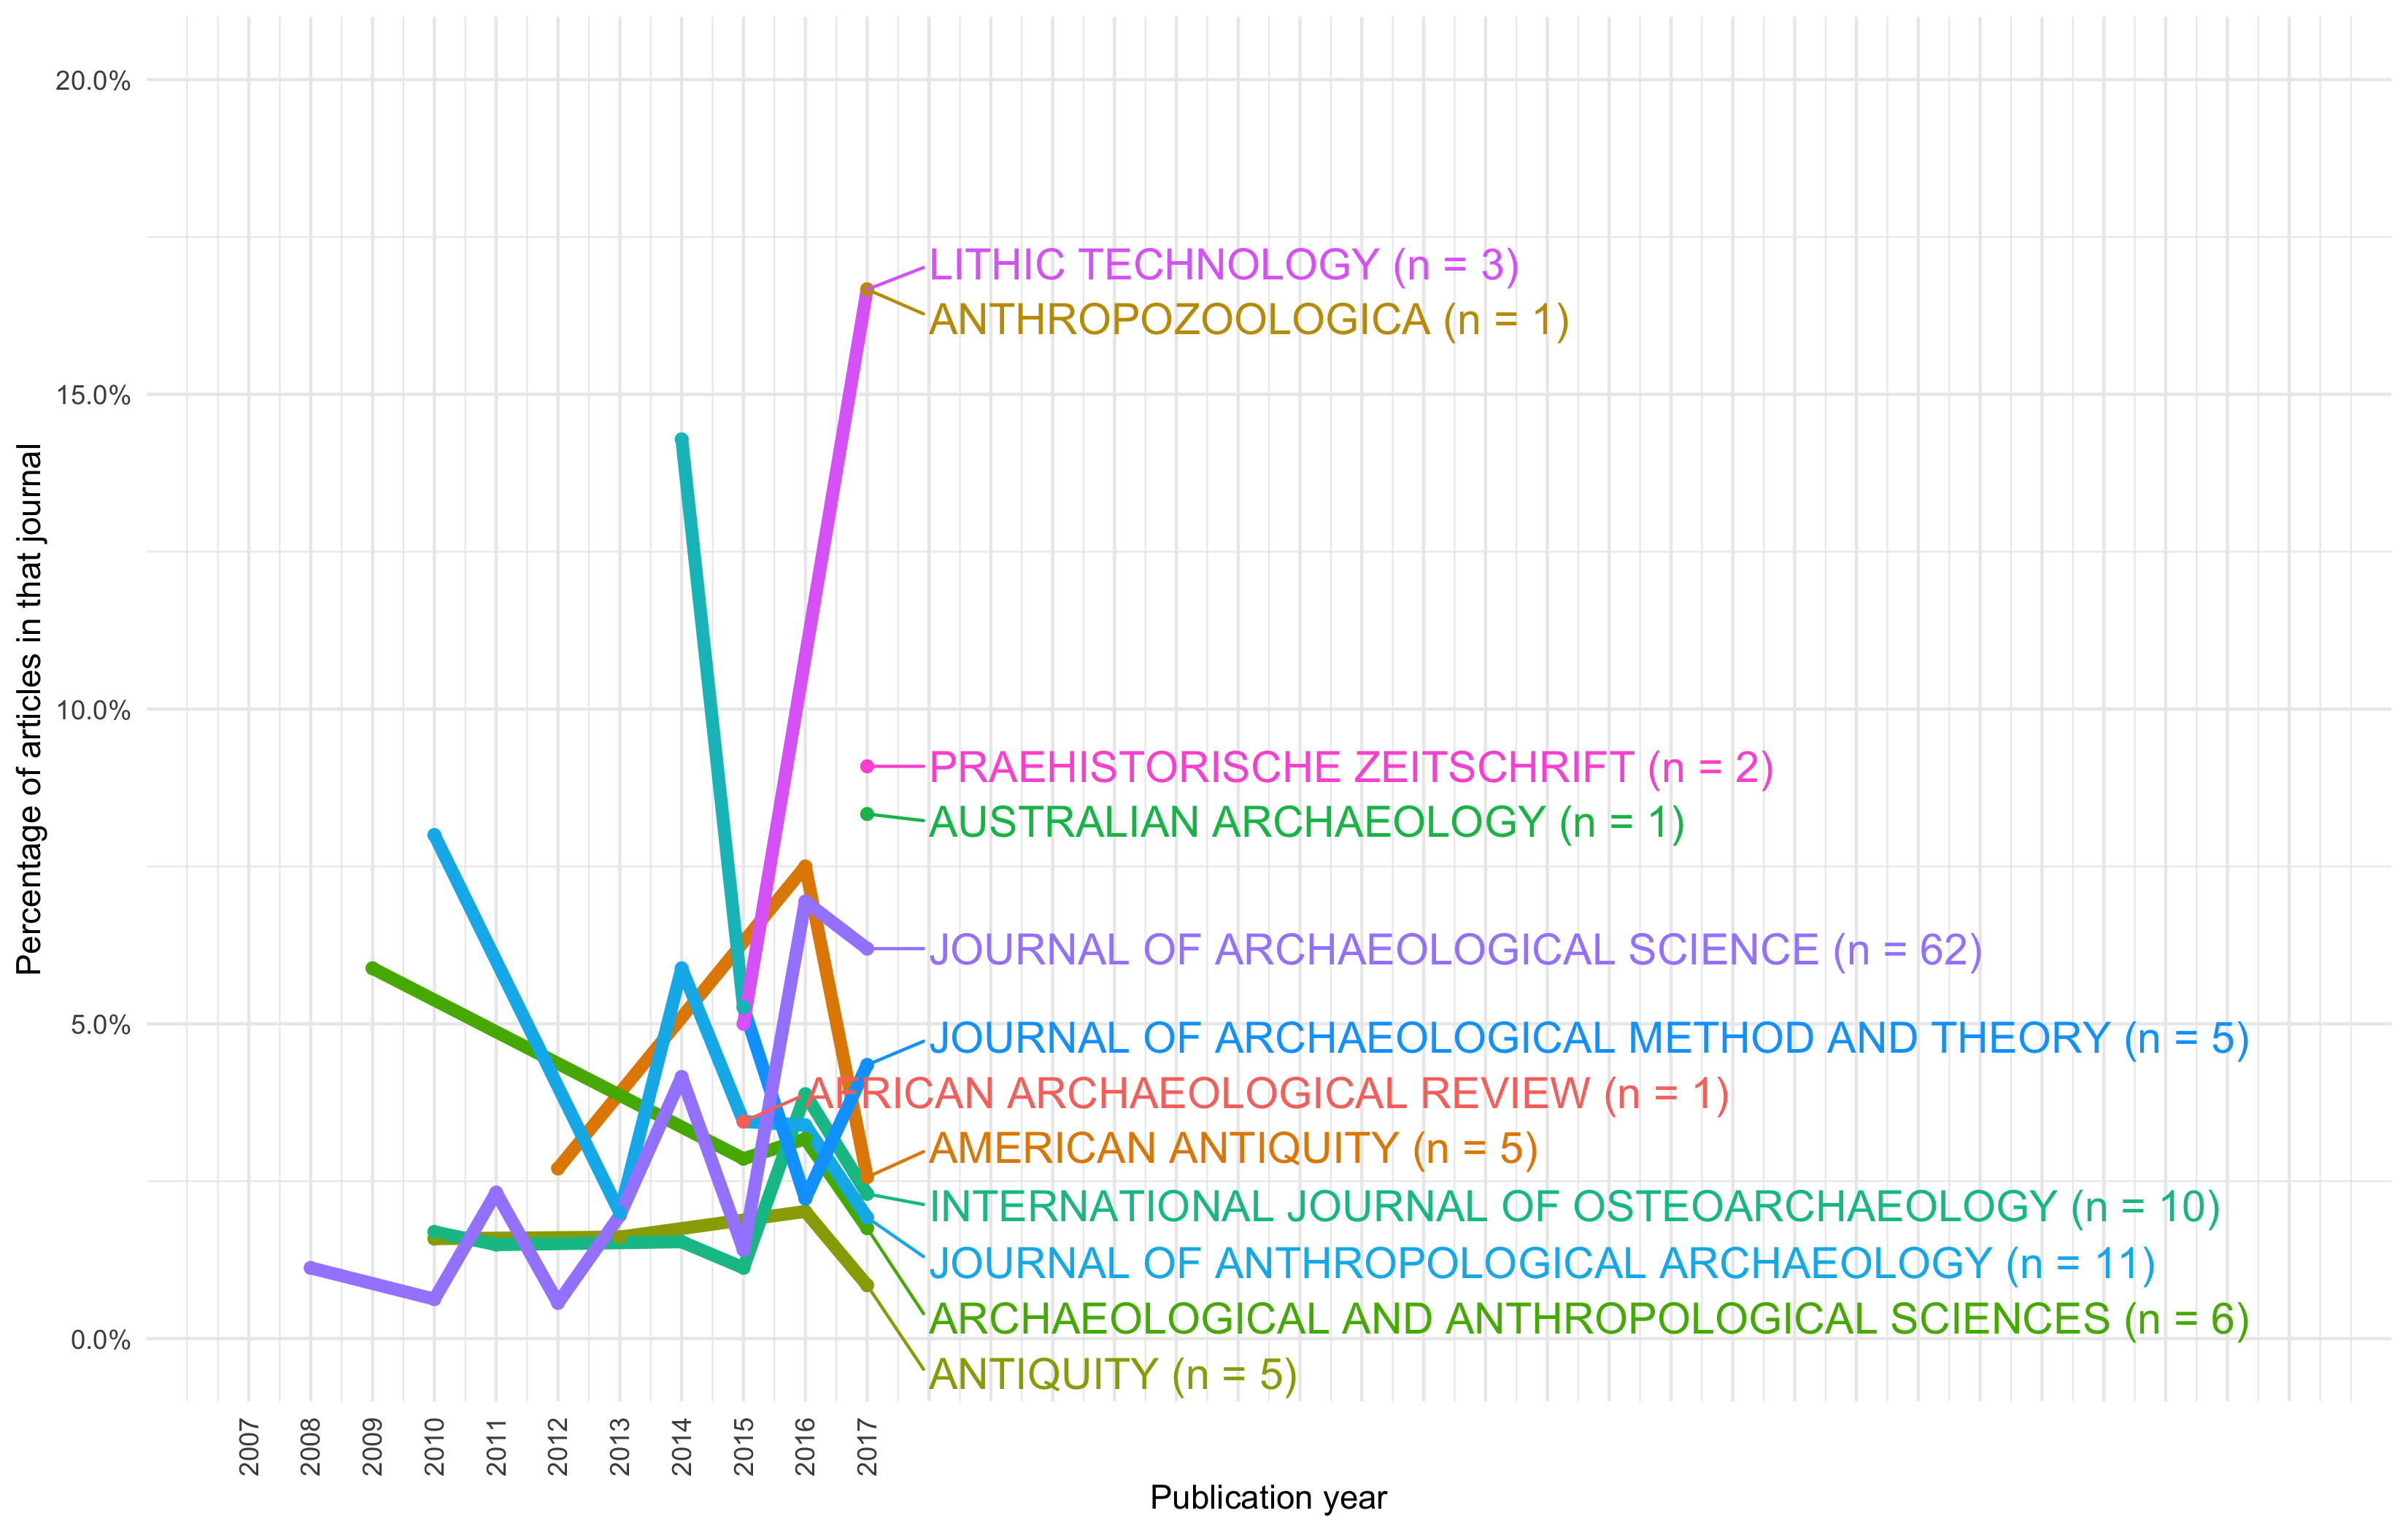 20.0%
15.0%
10.0%
5.0%
0.0%
Percentage of articles in that journal
LITHIC TECHNOLOGY (n = 3)
ANTHROPOZOOLOGICA (n = 1)
PRAEHISTORISCHE ZEITSCHRIFT (n = 2)
AUSTRALIAN ARCHAEOLOGY (n = 1)
JOURNAL OF ARCHAEOLOGICAL SCIENCE (n = 62)
JOURNAL OF ARCHAEOLOGICAL METHOD AND THEORY (n = 5)
AFRICAN ARCHAEOLOGICAL REVIEW (n = 1)
AMERICAN ANTIQUITY (n = 5)
INTERNATIONAL JOURNAL OF OSTEOARCHAEOLOGY (n = 10)
JOURNAL OF ANTHROPOLOGICAL ARCHAEOLOGY (n = 11)
ARCHAEOLOGICAL AND ANTHROPOLOGICAL SCIENCES (n = 6)
ANTIQUITY (n = 5)
2007
2008
2009
2010
2011
2012
2013
2014
2015
2016
2017
Publication year